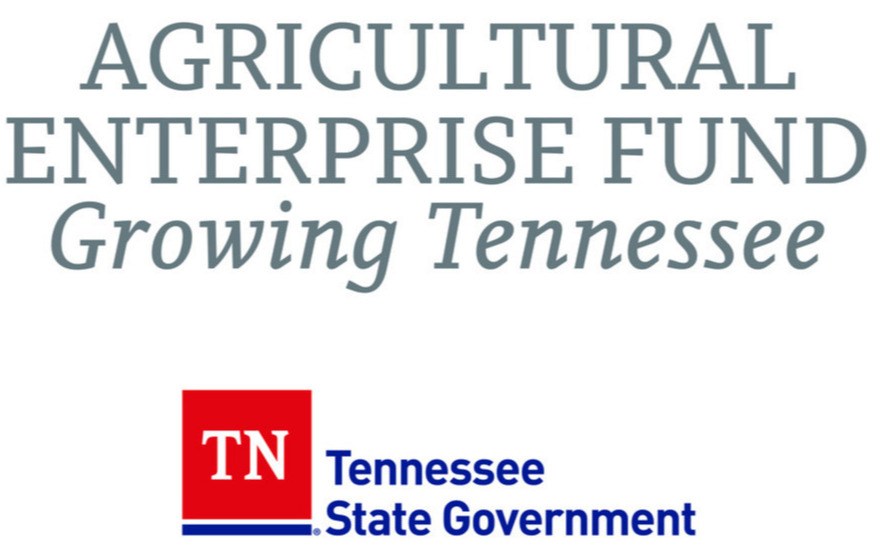 AGRICULTURAL
ENTERPRISE FUND
Growing Tennessee
TN
Tennessee
State Government